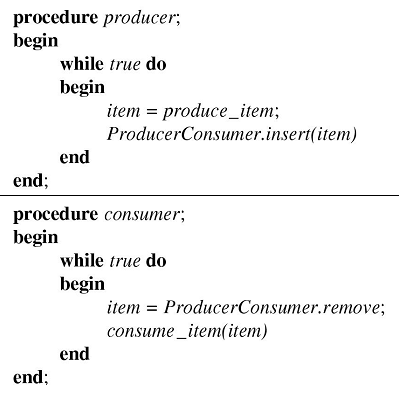 procedure producer;
begin
while true do
begin
item = produce_item;
ProducerConsumer.insert(item)
end
end;
procedure consumer;
begin
while true do
begin
item = ProducerConsumer.remove;
consume_item(item)
end
end;